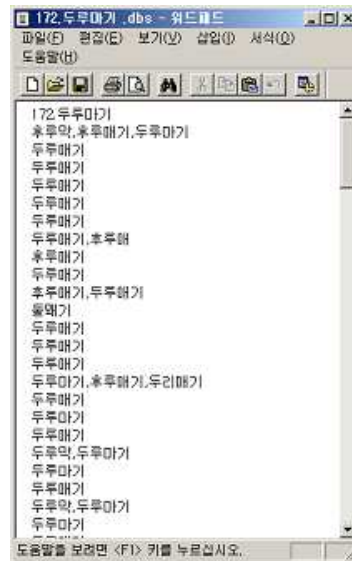 172,두루마기 .dbs - 워드패드
파일(F) 편집(E) 보기(V) 삽입(I) 서식(O)
도움말(H)
172.두루마기
후루막,후루매기,두루마기
두루매기
두루매기
두루매기
두루매기
두루매기
두루매기,후루매
후루매기
두루매기
후루매기,두루매기
둘매기
두루매기
두루매기
두루매기
두루마기,후루매기,두리매기
두루매기
두루마기
두루매기
두루막,두루마기
두루마기
두루매기
두루막,두루마기
두루마기
도움말를 보려면 <F1> 키를 누르십시오.